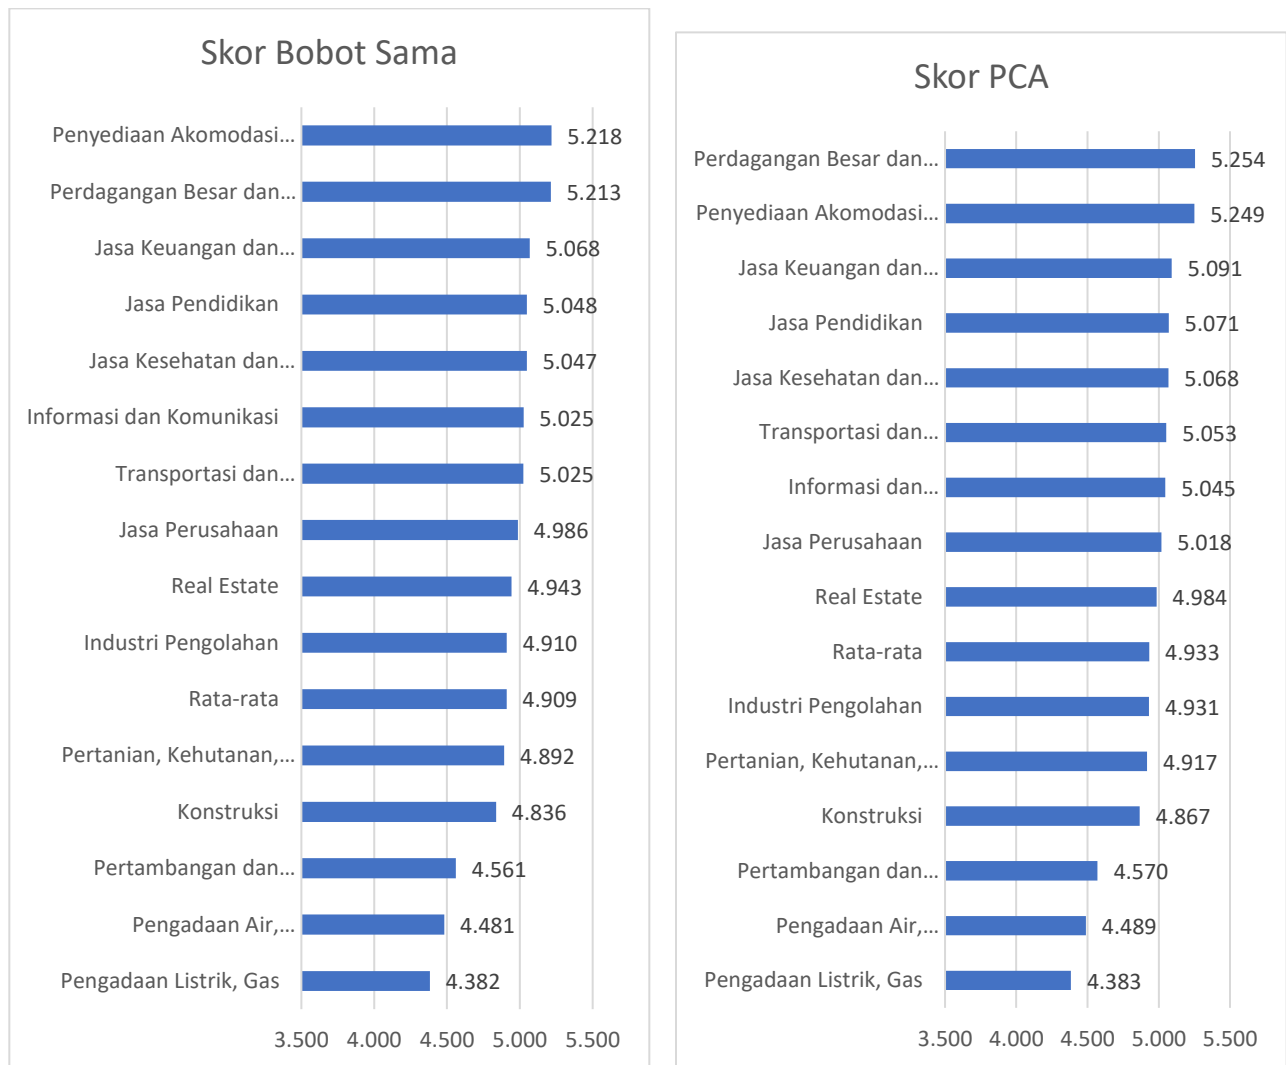 Skor Bobot Sama
Penyediaan Akomodasi... 5.218
Perdagangan Besar dan... 5.213
Jasa Keuangan dan... 5.068
Jasa Pendidikan 5.048
Jasa Kesehatan dan... 5.047
Informasi dan Komunikasi 5.025
Transportasi dan... 5.025
Jasa Perusahaan 4.986
Real Estate 4.943
Industri Pengolahan 4.910
Rata-rata 4.909
Pertanian, Kehutanan,... 4.892
Konstruksi 4.836
Pertambangan dan... 4.561
Pengadaan Air,... 4.481
Pengadaan Listrik, Gas 4.382
3.500 4.000 4.500 5.000 5.500
Skor PCA
Perdagangan Besar dan... 5.254
Penyediaan Akomodasi... 5.249
Jasa Keuangan dan... 5.091
Jasa Pendidikan 5.071
Jasa Kesehatan dan... 5.068
Transportasi dan... 5.053
Informasi dan... 5.045
Jasa Perusahaan 5.018
Real Estate 4.984
Rata-rata 4.933
Industri Pengolahan 4.931
Pertanian, Kehutanan,... 4.917
Konstruksi 4.867
Pertambangan dan... 4.570
Pengadaan Air,... 4.489
Pengadaan Listrik, Gas 4.383
3.500 4.000 4.500 5.000 5.500